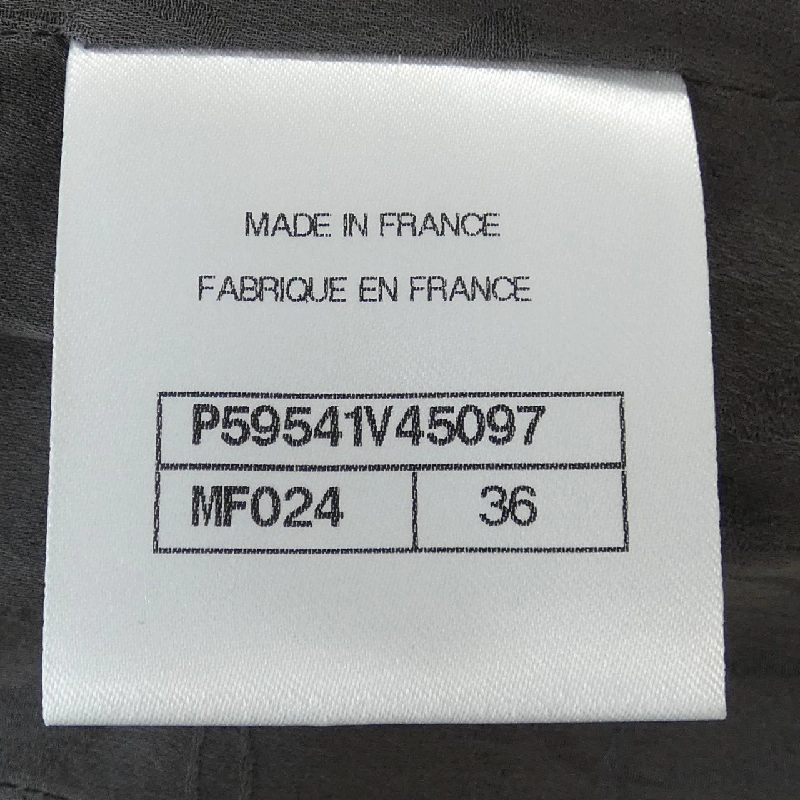 MADE IN FRANCE
FABRIQUE EN FRANCE
P59541V45097
MF024 36